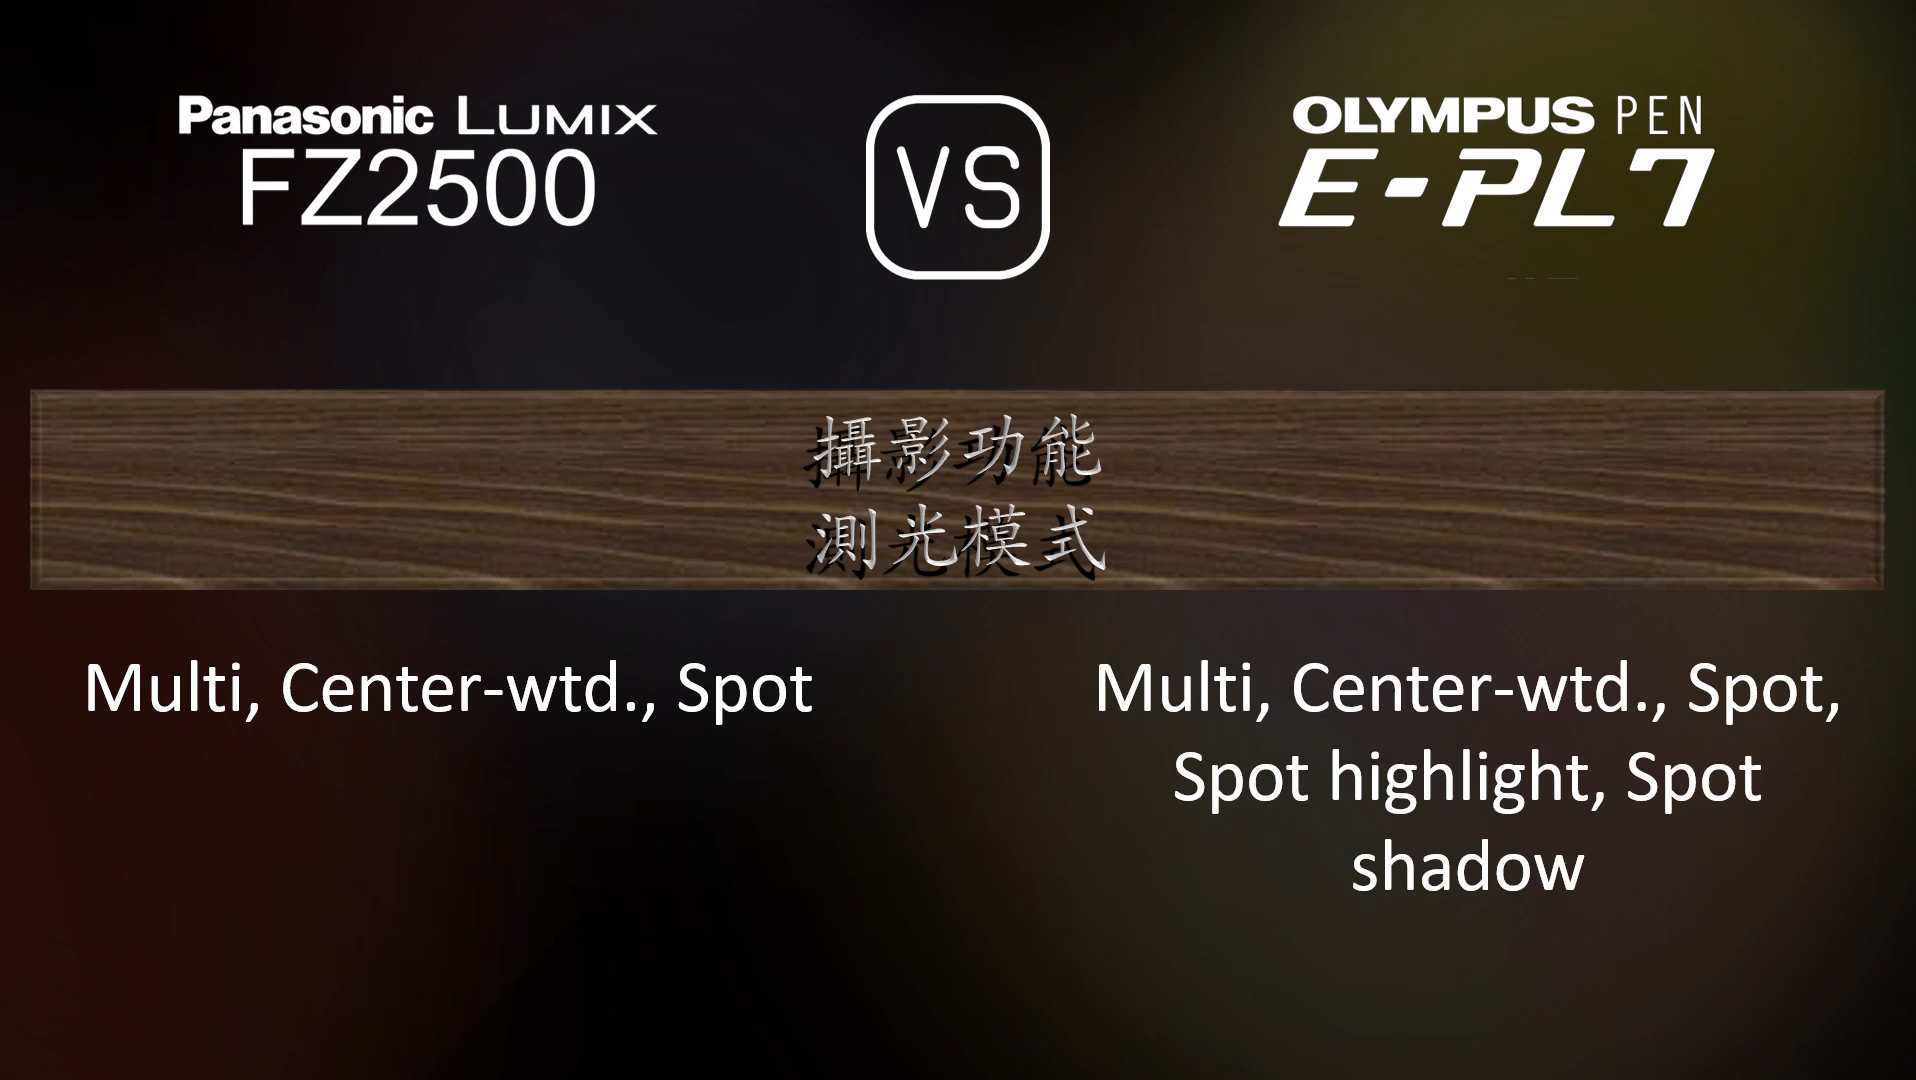 Panasonic LUMIX
FZ2500
VS
OLYMPUS PEN
E-PL7
攝影功能
測光模式
Multi, Center-wtd., Spot
Multi, Center-wtd., Spot,
Spot highlight, Spot
shadow